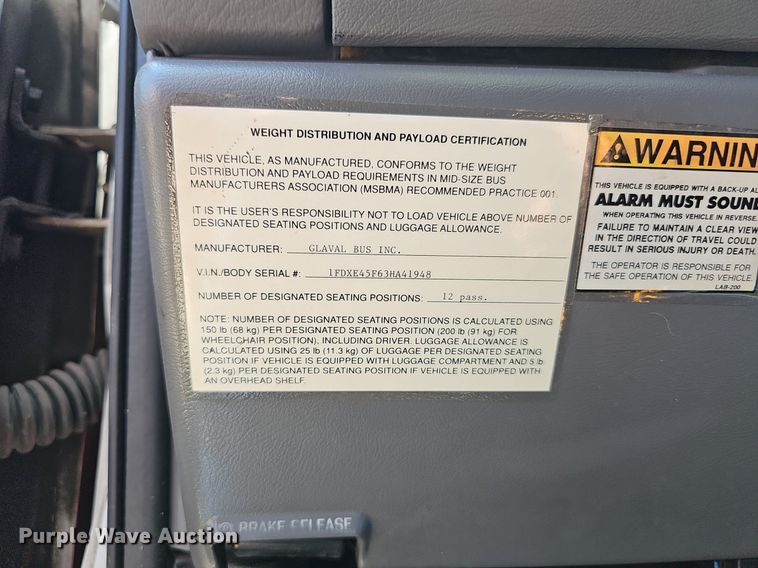 WEIGHT DISTRIBUTION AND PAYLOAD CERTIFICATION
THIS VEHICLE, AS MANUFACTURED, CONFORMS TO THE WEIGHT
DISTRIBUTION AND PAYLOAD REQUIREMENTS IN MID-SIZE BUS
MANUFACTURERS ASSOCIATION (MSBMA) RECOMMENDED PRACTICE 001.
IT IS THE USER'S RESPONSIBILITY NOT TO LOAD VEHICLE ABOVE NUMBER OF
DESIGNATED SEATING POSITIONS AND LUGGAGE ALLOWANCE.
MANUFACTURER: GLAVAL BUS INC.
V.I.N./BODY SERIAL #: 1FDXE45F63HA41948
NUMBER OF DESIGNATED SEATING POSITIONS: 12 pass.
NOTE: NUMBER OF DESIGNATED SEATING POSITIONS IS CALCULATED USING
150 lb (68 kg) PER DESIGNATED SEATING POSITION (200 lb (91 kg) FOR
WHEELCHAIR POSITION), INCLUDING DRIVER. LUGGAGE ALLOWANCE IS
CALCULATED USING 25 lb (11.3 kg) OF LUGGAGE PER DESIGNATED SEATING
POSITION IF VEHICLE IS EQUIPPED WITH LUGGAGE COMPARTMENT AND 5 lb
(2.3 kg) PER DESIGNATED SEATING POSITION IF VEHICLE IS EQUIPPED WITH
AN OVERHEAD SHELF.
WARNIN
THIS VEHICLE IS EQUIPPED WITH A BACK-UP AL
ALARM MUST SOUND
WHEN OPERATING THIS VEHICLE IN REVERSE.
FAILURE TO MAINTAIN A CLEAR VIEW
IN THE DIRECTION OF TRAVEL COULD
RESULT IN SERIOUS INJURY OR DEATH.
THE OPERATOR IS RESPONSIBLE FOR
THE SAFE OPERATION OF THIS VEHICLE.
LAB-200
BRAKE RELEASE
Purple Wave Auction